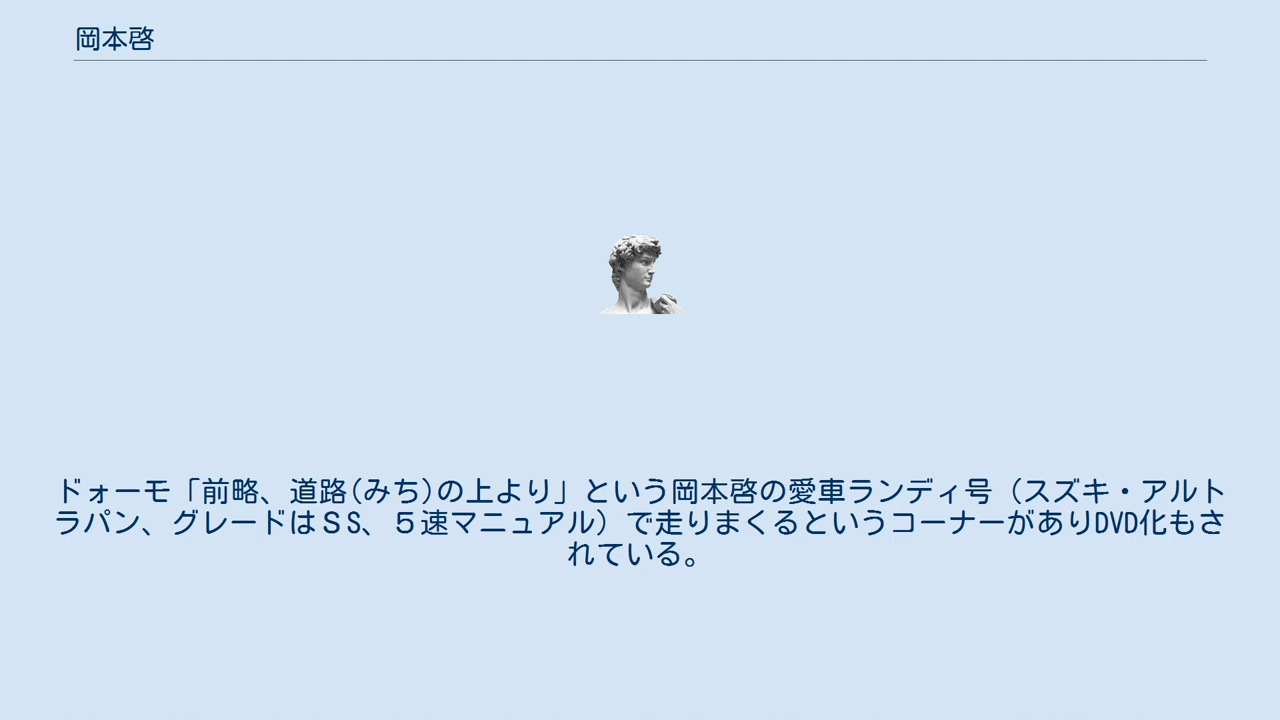 岡本啓
ドォーモ「前略、道路(みち)の上より」という岡本啓の愛車ランディ号（スズキ・アルト
ラパン、グレードはＳS、５速マニュアル）で走りまくるというコーナーがありDVD化もさ
れている。